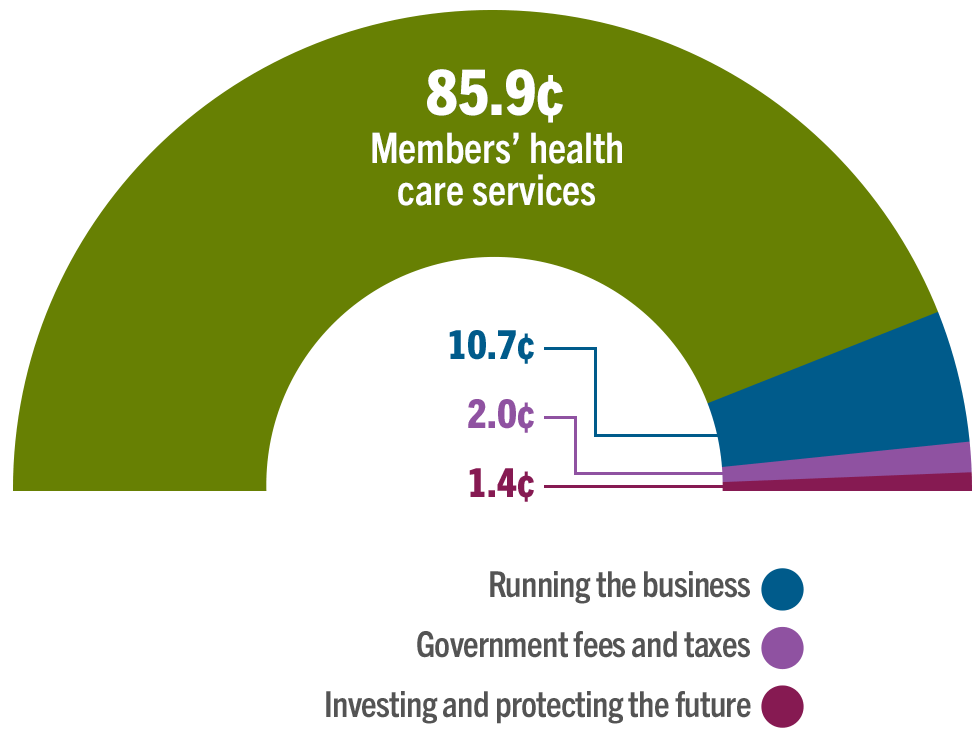 85.9¢
Members’ health
care services
10.7¢
2.0¢
1.4¢
Running the business
Government fees and taxes
Investing and protecting the future